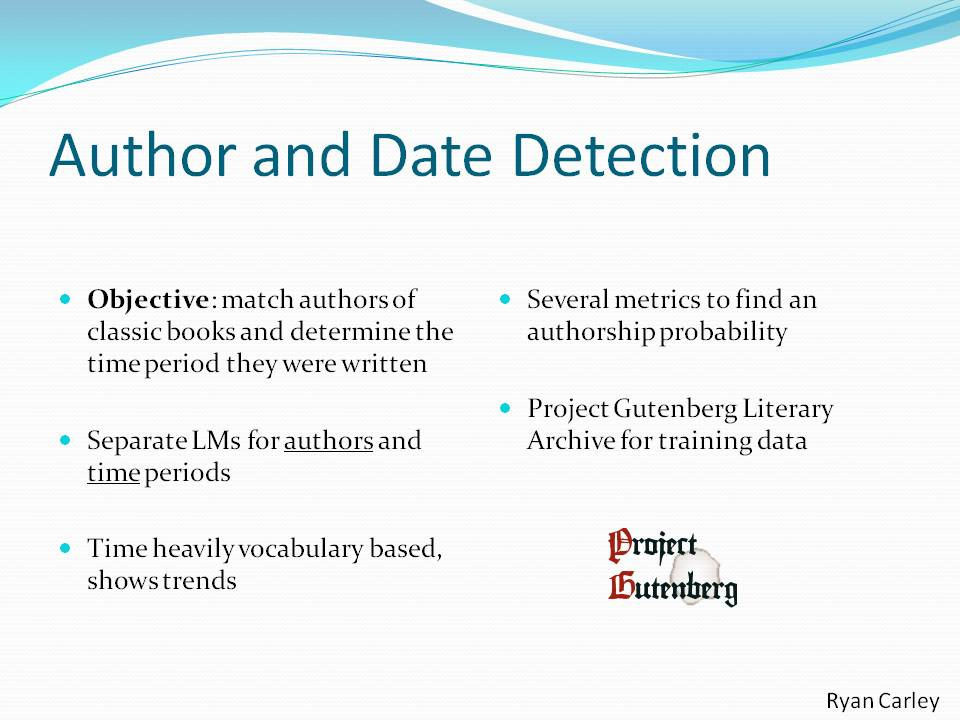 Author and Date Detection
Objective: match authors of
classic books and determine the
time period they were written
Separate LMs for authors and
time periods
Time heavily vocabulary based,
shows trends
Several metrics to find an
authorship probability
Project Gutenberg Literary
Archive for training data
Project
Gutenberg
Ryan Carley